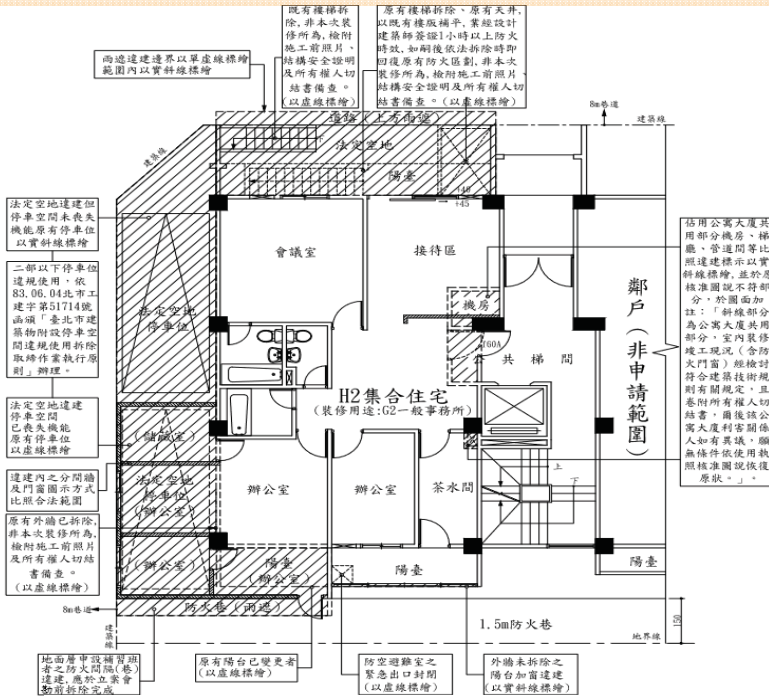 既有樓梯拆
除,非本次裝
修所為,檢附
施工前照片、
結構安全證明
及所有權人切
結書備查。
(以虛線標繪)
原有樓梯拆除、原有天井,
以既有樓版補平,業經設計
建築師簽證1小時以上防火
時效,如嗣後依法拆除時即
回復原有防火區劃,非本次
裝修所為,檢附施工前照片、
結構安全證明及所有權人切
結書備查。(以虛線標繪)
雨遮違建邊界以單虛線標繪
範圍內以實斜線標繪
道路(上方雨遮)
8m巷道
建築線
建築線
法定空地
陽臺
+40
+45
法定空地違建但
停車空間未喪失
機能原有停車位
以實斜線標繪
二部以下停車位
違規使用,依
83.06.04北市工
建字第51714號
函頒「臺北市建
築物附設停車空
間違規使用拆除
取締作業執行原
則」辦理。
法定空地違建
停車空間
已喪失機能
原有停車位
以虛線標繪
違建內之分間牆
及門窗圖示方式
比照合法範圍
原有外牆已拆除,
非本次裝修所為,
檢附施工前照片
及所有權人切結
書備查。
(以虛線標繪)
會議室
接待區
機房
法定空地
停車位
f60A
公共梯間
H2集合住宅
(裝修用途:G2一般事務所)
儲藏室
法定空地
停車位
(辦公室)
(辦公室)
辦公室
辦公室
茶水間
上
下
鄰戶(非申請範圍)
佔用公寓大廈共
用部分機房、梯
廳、管道間等比
照違建標示以實
斜線標繪,並於原
核准圖說不符部
分,於圖面加
註:「斜線部分
為公寓大廈共用
部分,室內裝修
竣工現況(含防
火門窗)經檢討
符合建築技術規
則有關規定,且
卷附所有權人切
結書,爾後該公
寓大廈利害關係
人如有異議,願
無條件依使用執
照核准圖說恢復
原狀。」。
陽臺
(辦公室)
陽臺
陽臺
8m巷道
建築線
防火巷(雨遮)
1.5m防火巷
150
地界線
地面層申設補習班
者之防火間隔(巷)
違建,應於立案會
勘前拆除完成
原有陽台已變更者
(以虛線標繪)
防空避難室之
緊急出口封閉
(以虛線標繪)
外牆未拆除之
陽台加窗違建
(以實斜線標繪)